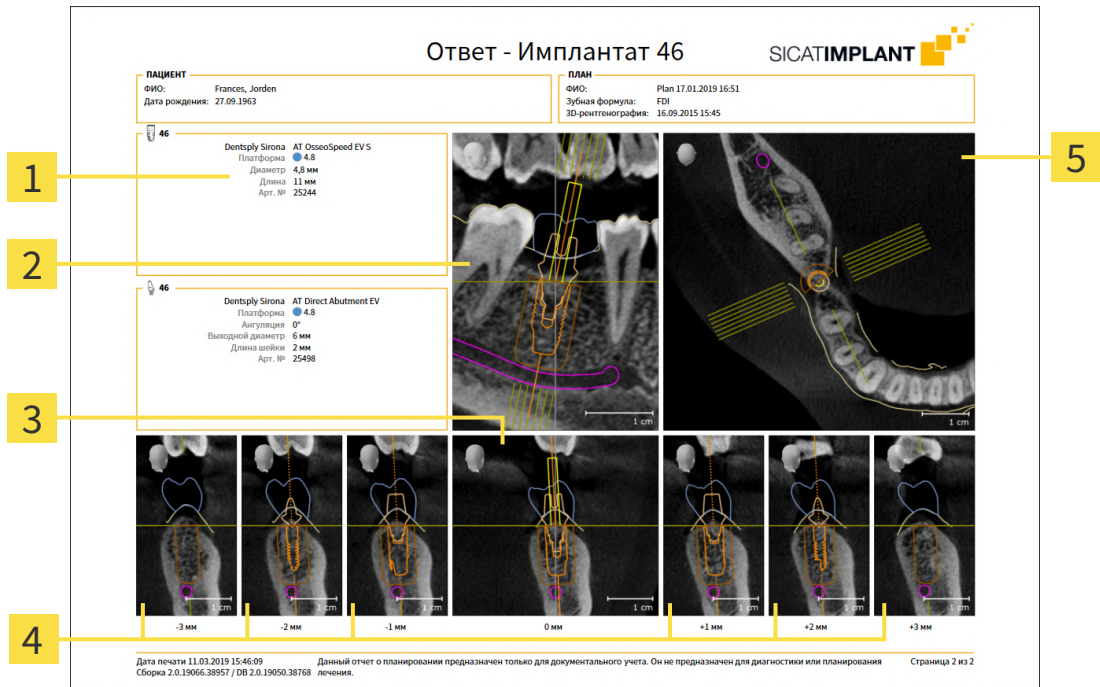 Ответ - Имплантат 46
SICATIMPLANT
ПАЦИЕНТ
ФИО: Frances, Jorden
Дата рождения: 27.09.1963
ПЛАН
ФИО: Plan 17.01.2019 16:51
Зубная формула: FDI
3D-рентгенография: 16.09.2015 15:45
46
Dentsply Sirona AT OsseoSpeed EV S
Платформа 4.8
Диаметр 4,8 мм
Длина 11 мм
Арт. № 25244
46
Dentsply Sirona AT Direct Abutment EV
Платформа 4.8
Ангуляция 0°
Выходной диаметр 6 мм
Длина шейки 2 мм
Арт. № 25498
1
2
3
4
5
1 cm
1 cm
1 cm
1 cm
1 cm
1 cm
1 cm
1 cm
1 cm
-3 мм
-2 мм
-1 мм
0 мм
+1 мм
+2 мм
+3 мм
Дата печати 11.03.2019 15:46:09
Сборка 2.0.19066.38957 / DB 2.0.19050.38768
Данный отчет о планировании предназначен только для документального учета. Он не предназначен для диагностики или планирования
лечения.
Страница 2 из 2